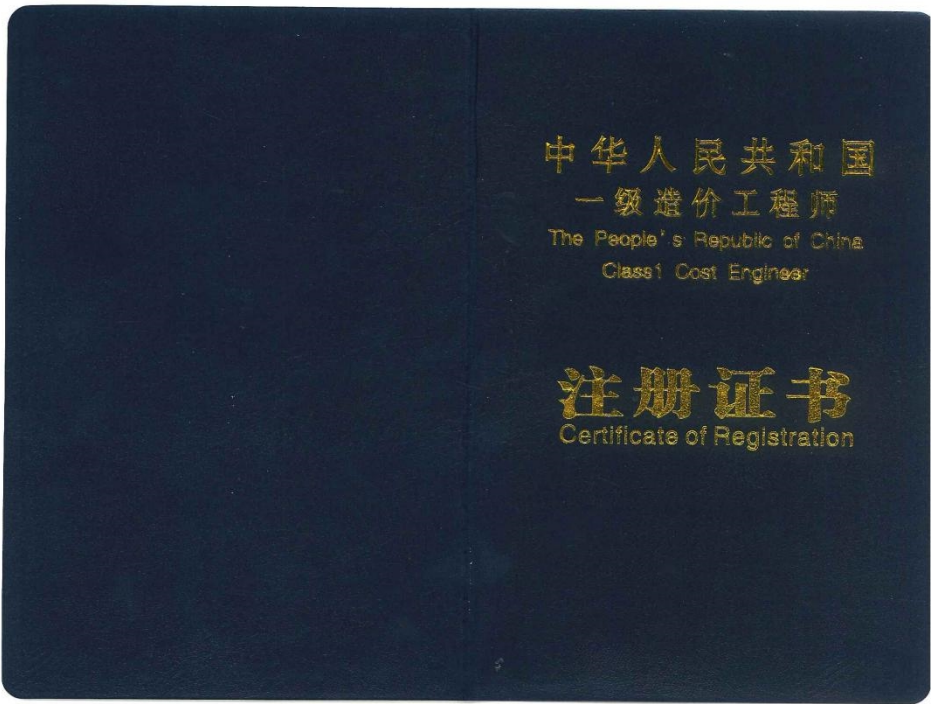 中华人民共和国
一级造价工程师
The People's Republic of China
Class1 Cost Engineer
注册证书
Certificate of Registration